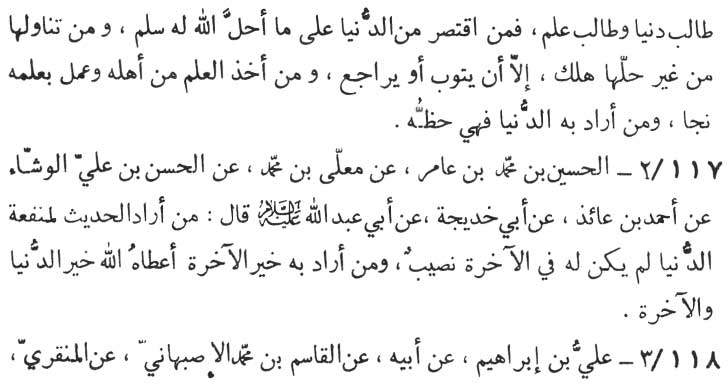 طالب دنيا وطالب علم، فمن اقتصر من الدُّنيا على ما أحلَّ الله له سلم، ومن تناولها
من غير حلّها هلك، إلاّ أن يتوب أو يراجع، ومن أخذ العلم من أهله وعمل بعلمه
نجا، ومن أراد به الدُّنيا فهي حظّه.
١١٧/ ٢ ـ الحسين بن محمّد بن عامر، عن معلّى بن محمّد، عن الحسن بن عليّ الوشّاء
عن أحمد بن عائذ، عن أبي خديجة، عن أبي عبد الله عليه السلام قال: من أراد الحديث لمنفعة
الدُّنيا لم يكن له في الآخرة نصيبٌ، ومن أراد به خير الآخرة أعطاهُ الله خير الدُّنيا
والآخرة.
١١٨/ ٣ ـ عليُّ بن إبراهيم، عن أبيه، عن القاسم بن محمّد الإصبهانيّ، عن المنقريّ،